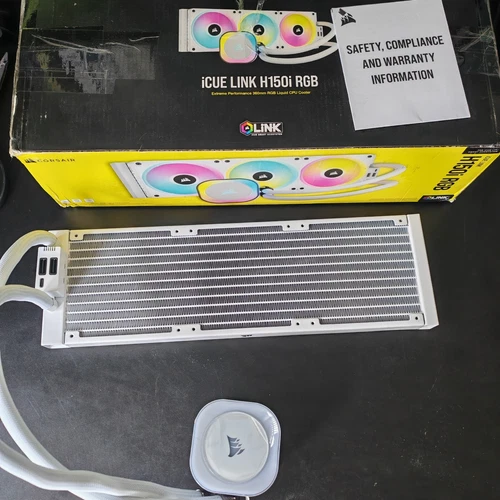 SAFETY, COMPLIANCE
AND WARRANTY
INFORMATION
iCUE LINK H150i RGB
Extreme Performance 360mm RGB Liquid CPU Cooler
LINK
CORSAIR
H150i RGB
LINK